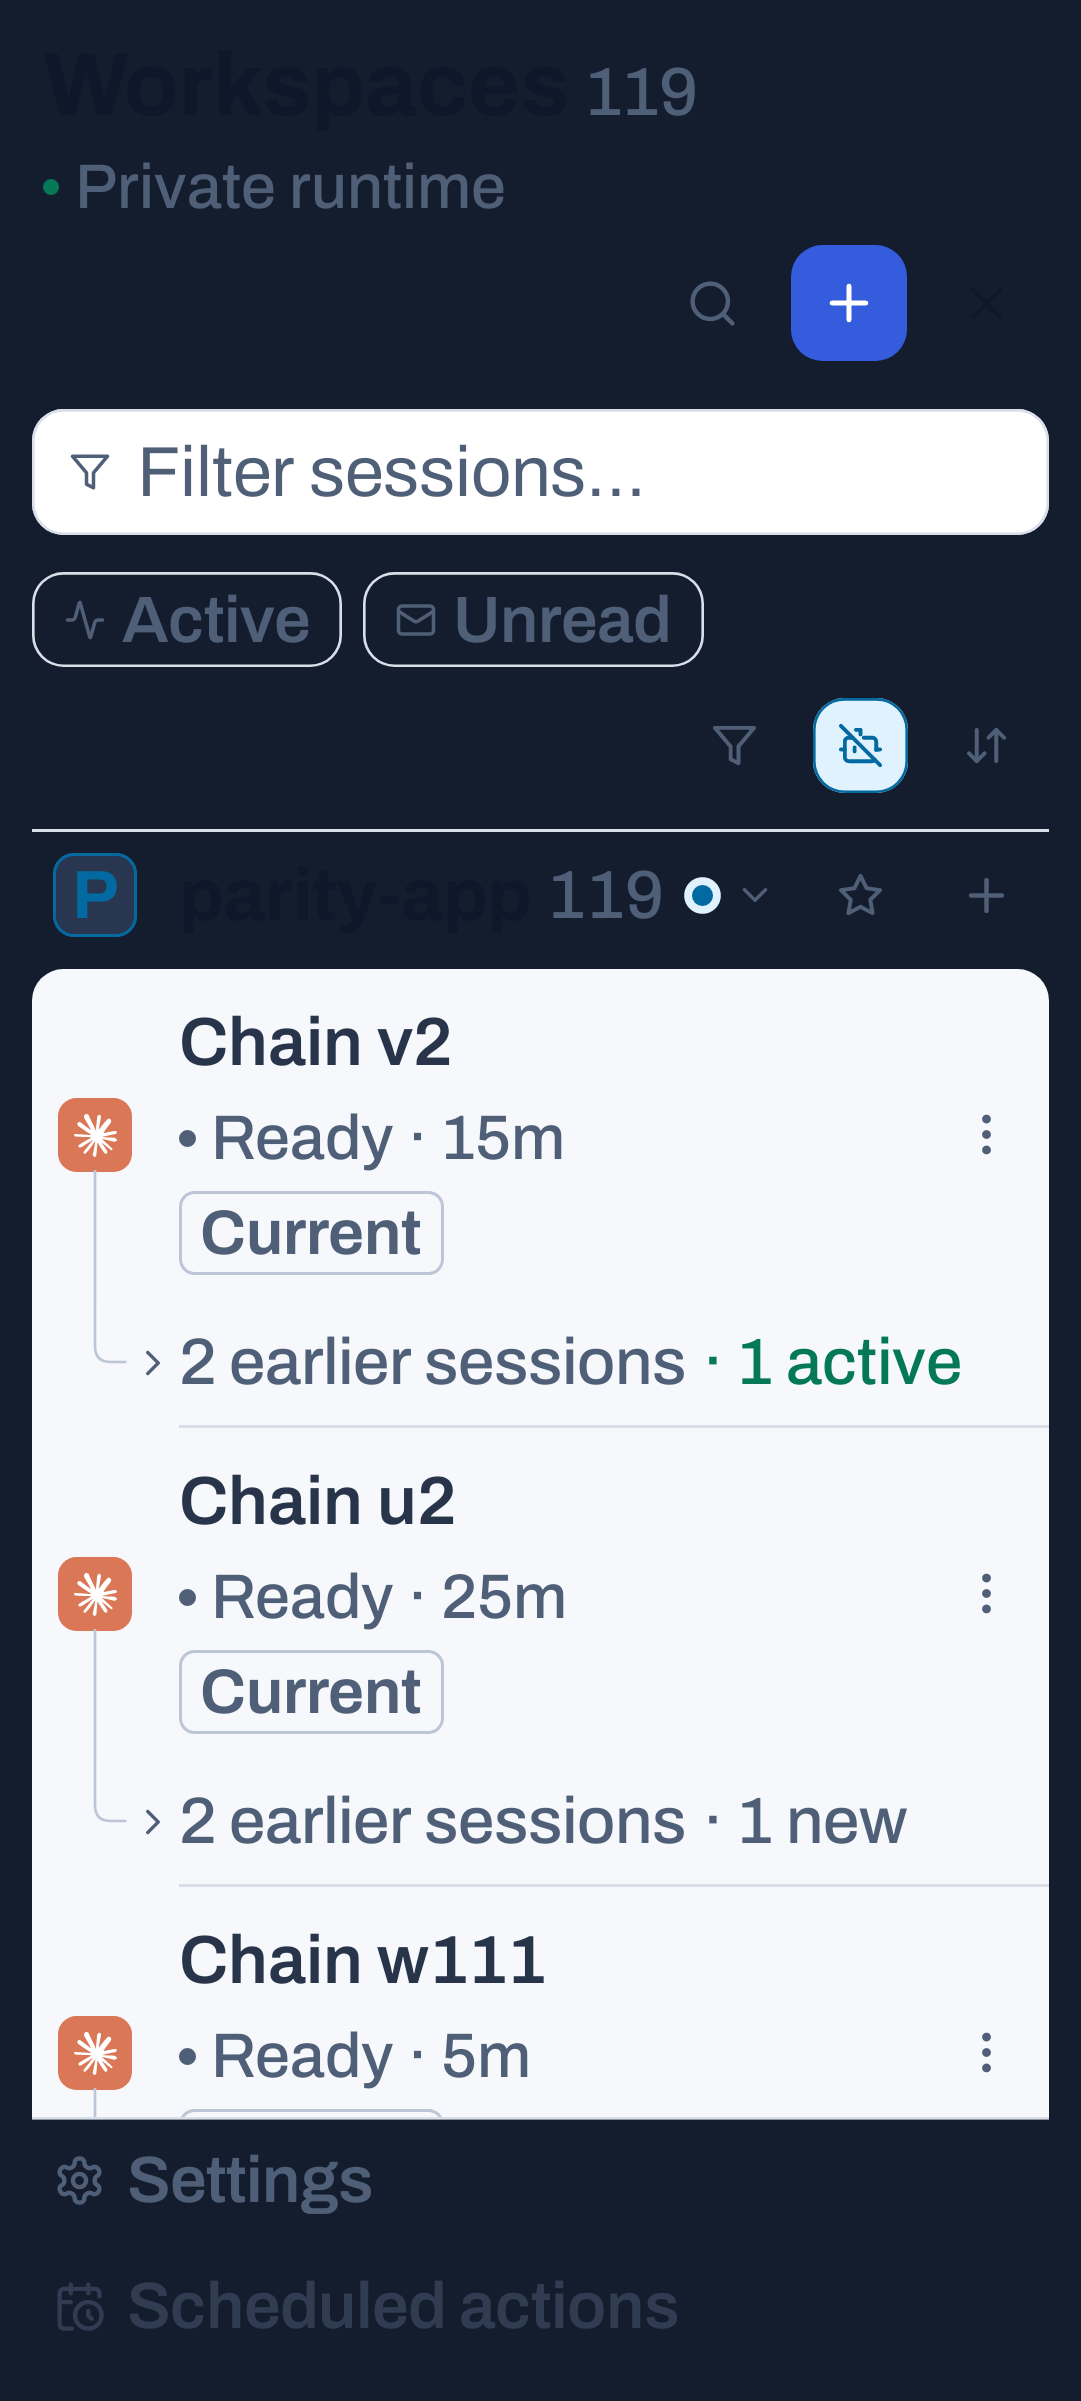 Workspaces 119
• Private runtime
Filter sessions...
Active
Unread
P parity-app 119
Chain v2
• Ready · 15m
Current
2 earlier sessions · 1 active
Chain u2
• Ready · 25m
Current
2 earlier sessions · 1 new
Chain w111
• Ready · 5m
Settings
Scheduled actions